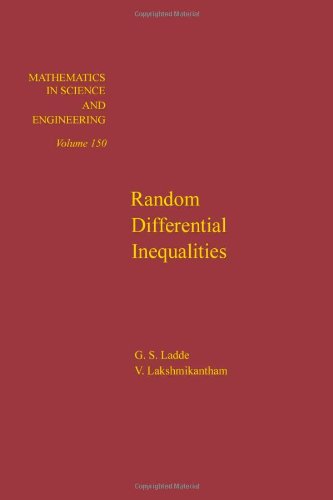 MATHEMATICS
IN SCIENCE
AND
ENGINEERING
Volume 150
Random
Differential
Inequalities
G. S. Ladde
V. Lakshmikantham